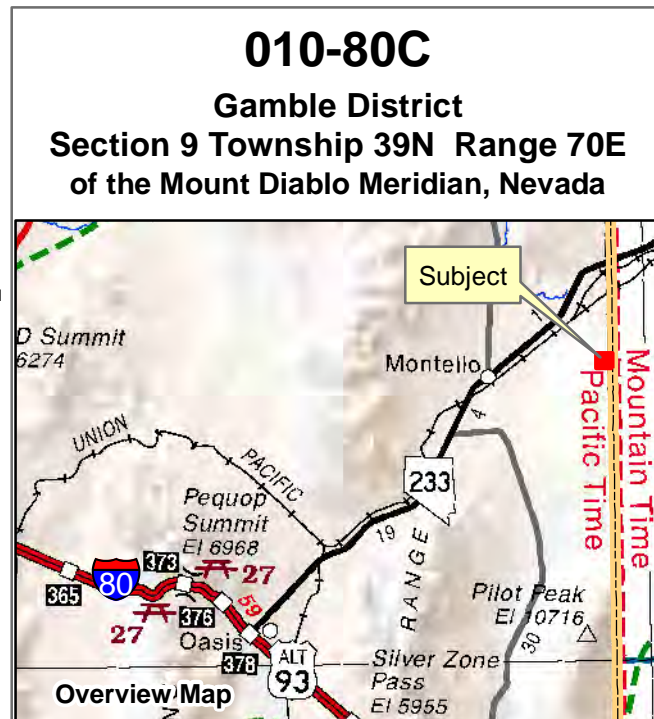 010-80C
Gamble District
Section 9 Township 39N Range 70E
of the Mount Diablo Meridian, Nevada
Subject
D Summit
6274
Montello
1
4
Mountain Time
Pacific Time
UNION
PACIFIC
233
19
RANGE
Pequop
Summit
El 6968
373
27
80
365
376
59
27
Oasis
378
Pilot Peak
El 10716
30
ALT
93
Silver Zone
Pass
El 5955
Overview Map